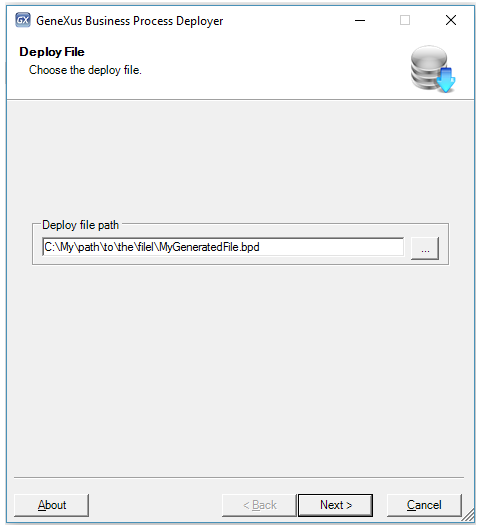 GX GeneXus Business Process Deployer
Deploy File
Choose the deploy file.
Deploy file path
C:\My\path\to\the\filel\MyGeneratedFile.bpd
...
About
< Back
Next >
Cancel